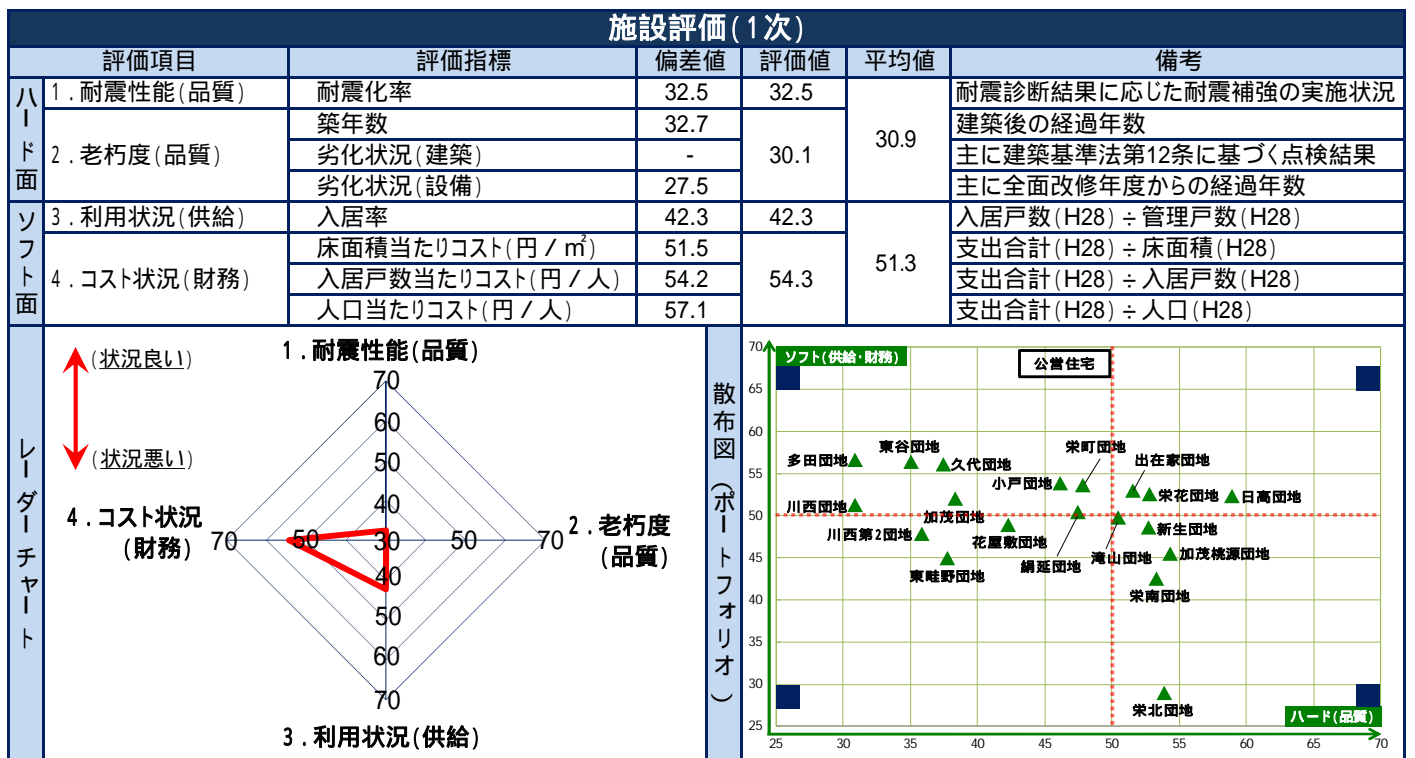 施設評価(1次)
評価項目 評価指標 偏差値 評価値 平均値 備考
ハード面
1.耐震性能(品質) 耐震化率 32.5 32.5 30.9 耐震診断結果に応じた耐震補強の実施状況
2.老朽度(品質) 築年数 32.7 30.1 建築後の経過年数
劣化状況(建築) - 主に建築基準法第12条に基づく点検結果
劣化状況(設備) 27.5 主に全面改修年度からの経過年数
ソフト面
3.利用状況(供給) 入居率 42.3 42.3 51.3 入居戸数(H28)÷管理戸数(H28)
4.コスト状況(財務) 床面積当たりコスト(円/㎡) 51.5 54.3 支出合計(H28)÷床面積(H28)
入居戸数当たりコスト(円/人) 54.2 支出合計(H28)÷入居戸数(H28)
人口当たりコスト(円/人) 57.1 支出合計(H28)÷人口(H28)
レーダーチャート
(状況良い)
(状況悪い)
1.耐震性能(品質)
70
60
50
40
4.コスト状況
(財務)
70 50 30 50 70
2.老朽度
(品質)
40
50
60
70
3.利用状況(供給)
散布図(ポートフォリオ)
ソフト(供給・財務)
公営住宅
70
65
60
55
50
45
40
35
30
25
多田団地
東谷団地
久代団地
小戸団地
栄町団地
出在家団地
栄花団地
日高団地
川西団地
加茂団地
川西第2団地
花屋敷団地
絹延団地
滝山団地
新生団地
加茂桃源団地
東畦野団地
栄南団地
栄北団地
ハード(品質)
25 30 35 40 45 50 55 60 65 70